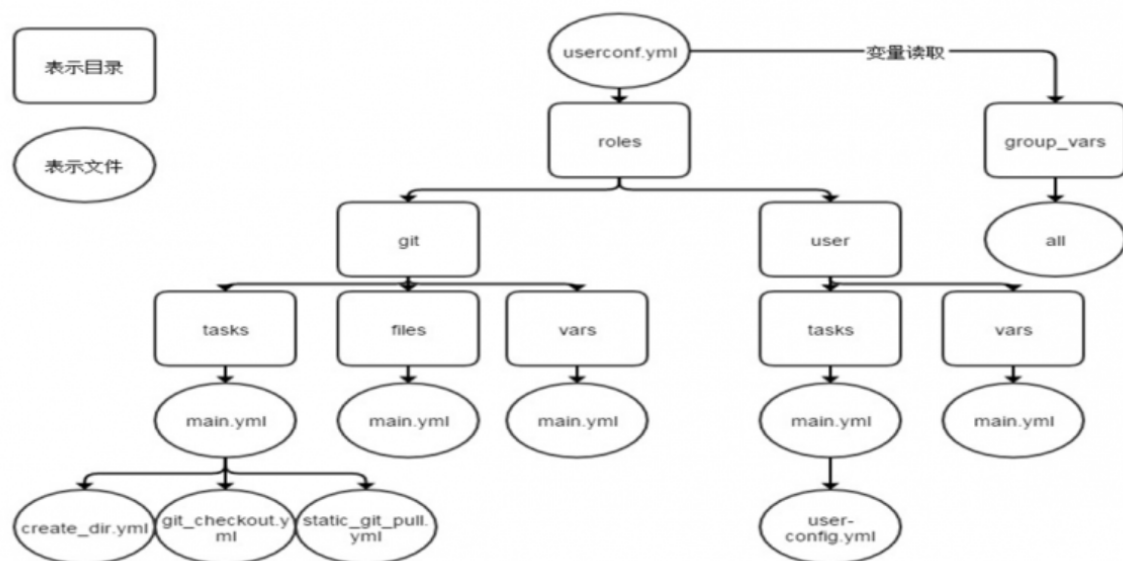 表示目录
表示文件
userconf.yml
变量读取
roles
group_vars
git
user
all
tasks
files
vars
tasks
vars
main.yml
main.yml
main.yml
main.yml
main.yml
create_dir.yml
git_checkout.y
ml
static_git_pull.
yml
user-
config.yml